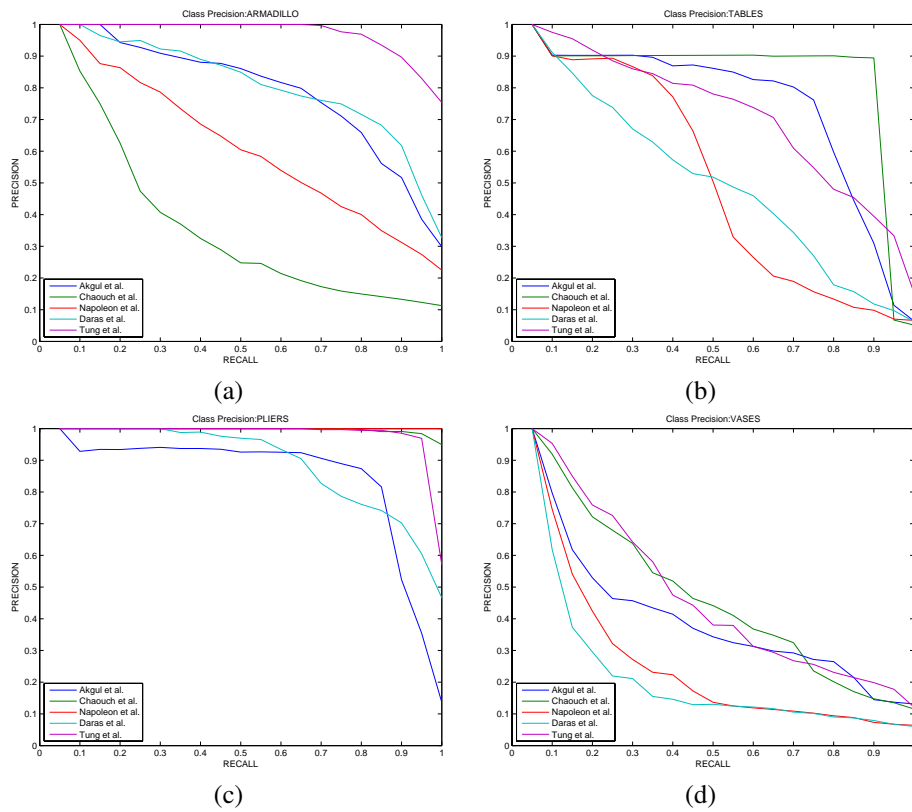 Class Precision:ARMADILLO
1
0.9
0.8
0.7
0.6
0.5
0.4
0.3
0.2
0.1
0
PRECISION
Akgul et al.
Chaouch et al.
Napoleon et al.
Daras et al.
Tung et al.
0 0.1 0.2 0.3 0.4 0.5 0.6 0.7 0.8 0.9 1
RECALL
(a)
Class Precision:TABLES
1
0.9
0.8
0.7
0.6
0.5
0.4
0.3
0.2
0.1
0
PRECISION
Akgul et al.
Chaouch et al.
Napoleon et al.
Daras et al.
Tung et al.
0 0.1 0.2 0.3 0.4 0.5 0.6 0.7 0.8 0.9
RECALL
(b)
Class Precision:PLIERS
1
0.9
0.8
0.7
0.6
0.5
0.4
0.3
0.2
0.1
0
PRECISION
Akgul et al.
Chaouch et al.
Napoleon et al.
Daras et al.
Tung et al.
0 0.1 0.2 0.3 0.4 0.5 0.6 0.7 0.8 0.9 1
RECALL
(c)
Class Precision:VASES
1
0.9
0.8
0.7
0.6
0.5
0.4
0.3
0.2
0.1
0
PRECISION
Akgul et al.
Chaouch et al.
Napoleon et al.
Daras et al.
Tung et al.
0 0.1 0.2 0.3 0.4 0.5 0.6 0.7 0.8 0.9
RECALL
(d)